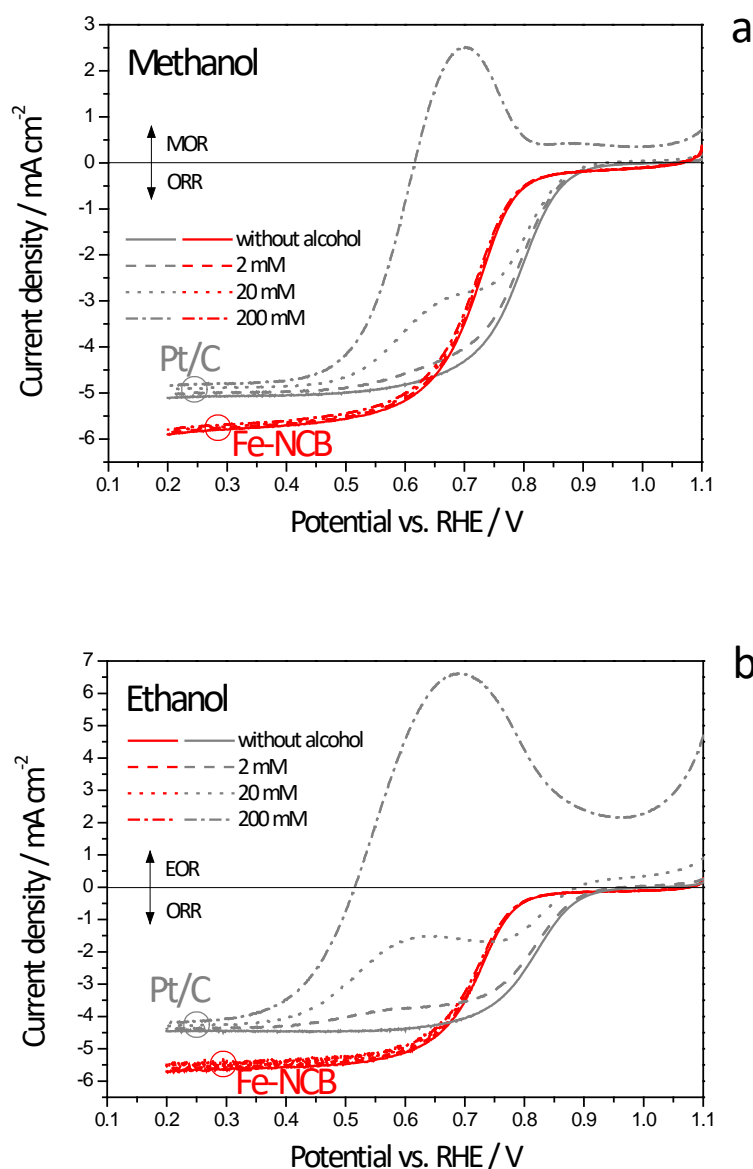 a
3
2
1
0
-1
-2
-3
-4
-5
-6
Current density / mA cm-2
Methanol
MOR
ORR
without alcohol
2 mM
20 mM
200 mM
Pt/C
Fe-NCB
0.1 0.2 0.3 0.4 0.5 0.6 0.7 0.8 0.9 1.0 1.1
Potential vs. RHE / V
b
7
6
5
4
3
2
1
0
-1
-2
-3
-4
-5
-6
Current density / mA cm-2
Ethanol
without alcohol
2 mM
20 mM
200 mM
EOR
ORR
Pt/C
Fe-NCB
0.1 0.2 0.3 0.4 0.5 0.6 0.7 0.8 0.9 1.0 1.1
Potential vs. RHE / V